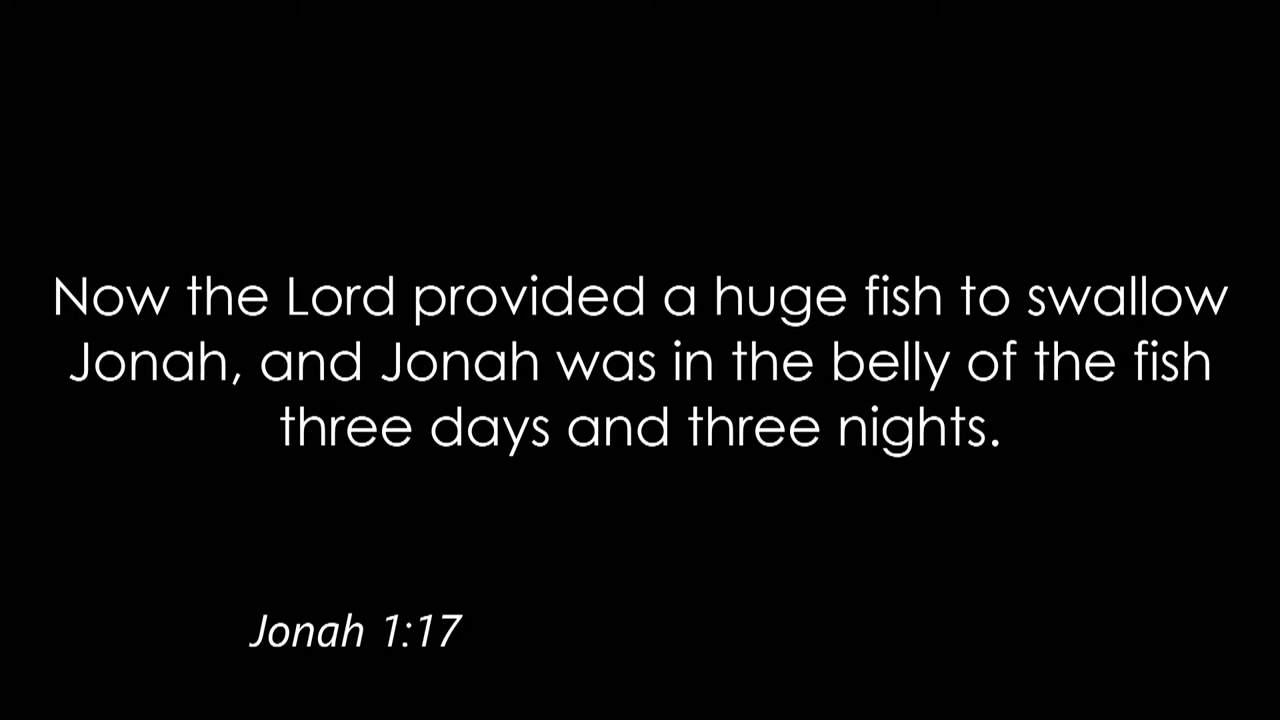 Now the Lord provided a huge fish to swallow
Jonah, and Jonah was in the belly of the fish
three days and three nights.
Jonah 1:17